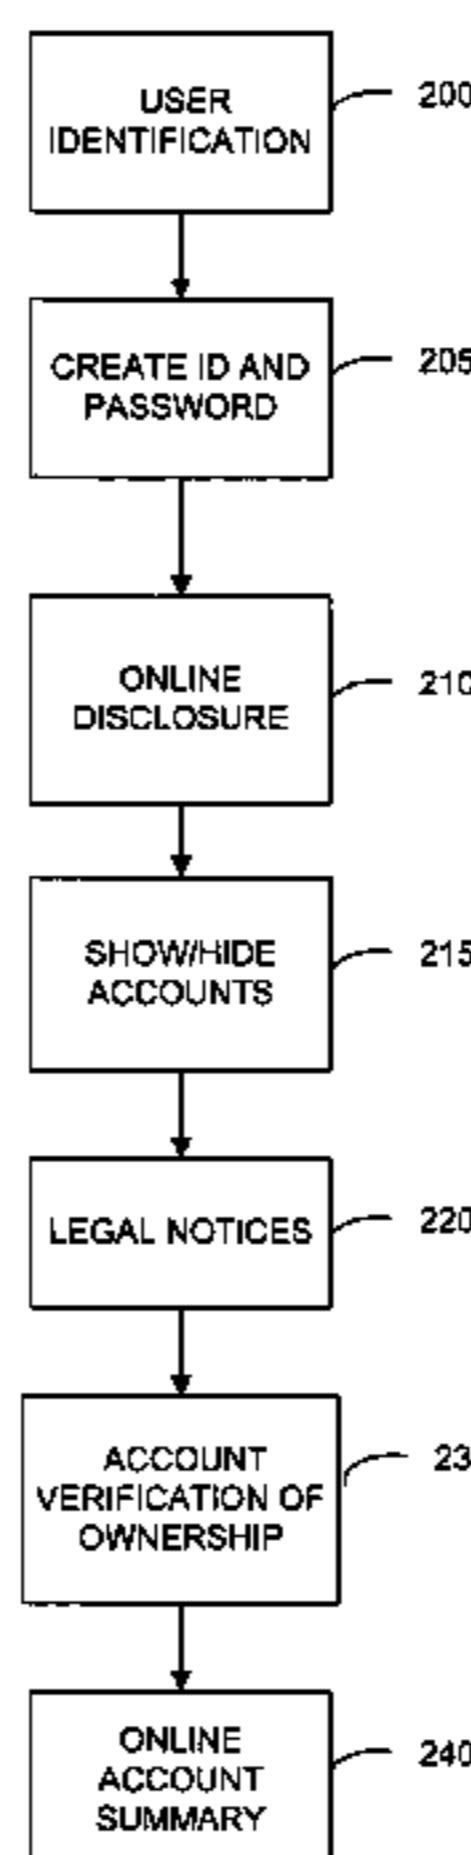 USER
IDENTIFICATION
200
CREATE ID AND
PASSWORD
205
ONLINE
DISCLOSURE
210
SHOW/HIDE
ACCOUNTS
215
LEGAL NOTICES
220
ACCOUNT
VERIFICATION OF
OWNERSHIP
23
ONLINE
ACCOUNT
SUMMARY
240